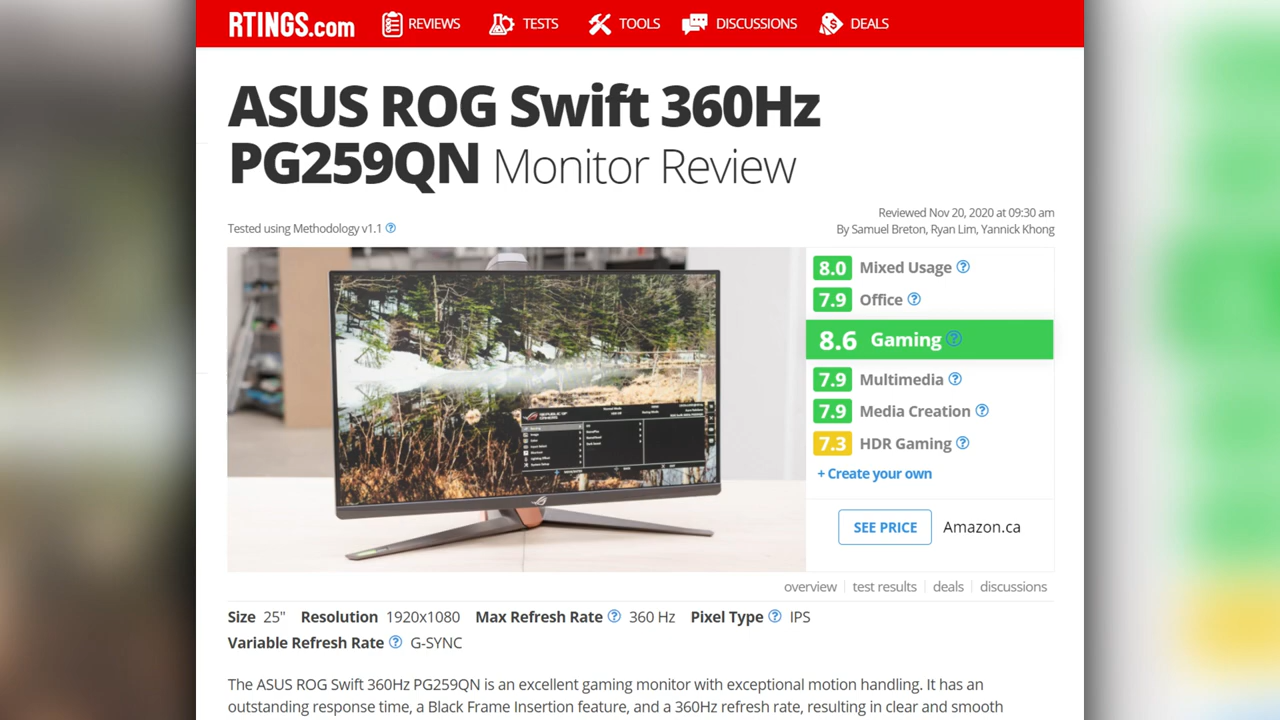 RTINGS.com REVIEWS TESTS TOOLS DISCUSSIONS DEALS
ASUS ROG Swift 360Hz
PG259QN Monitor Review
Reviewed Nov 20, 2020 at 09:30 am
Tested using Methodology v1.1 ?
By Samuel Breton, Ryan Lim, Yannick Khong
8.0 Mixed Usage ?
7.9 Office ?
8.6 Gaming ?
7.9 Multimedia ?
7.9 Media Creation ?
7.3 HDR Gaming ?
+ Create your own
SEE PRICE Amazon.ca
overview test results deals discussions
Size 25" Resolution 1920x1080 Max Refresh Rate ? 360 Hz Pixel Type ? IPS
Variable Refresh Rate ? G-SYNC
The ASUS ROG Swift 360Hz PG259QN is an excellent gaming monitor with exceptional motion handling. It has an
outstanding response time, a Black Frame Insertion feature, and a 360Hz refresh rate, resulting in clear and smooth